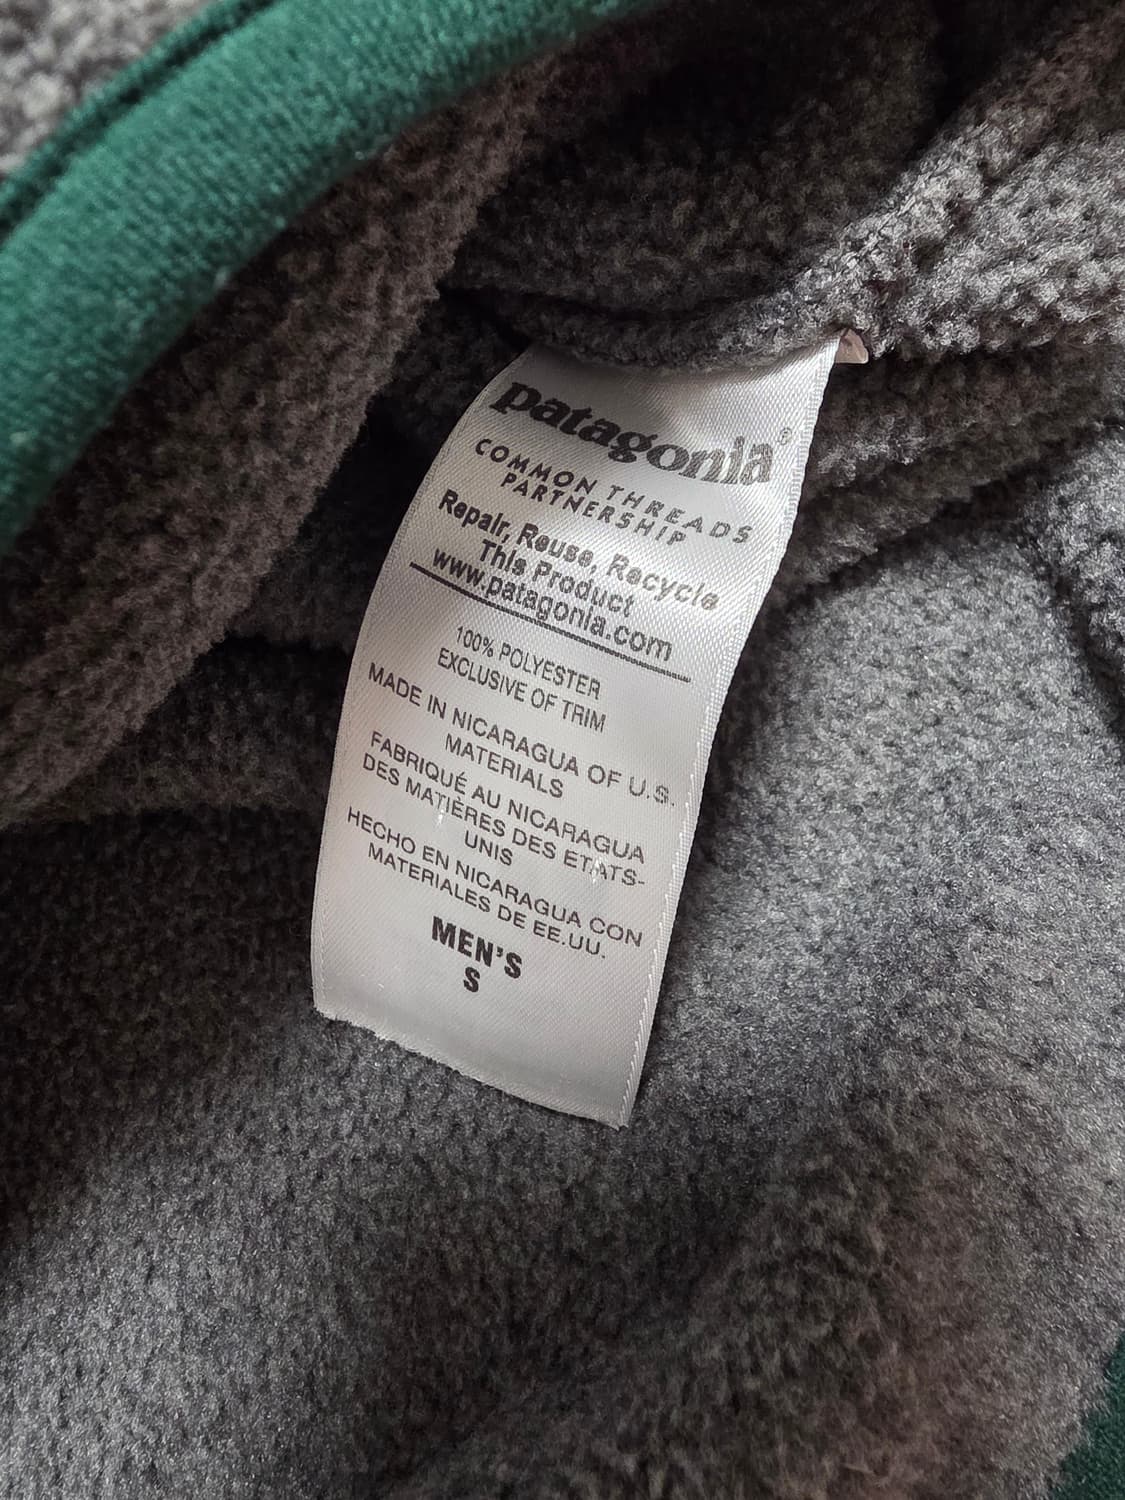 patagonia®
COMMON THREADS
PARTNERSHIP
Repair, Reuse, Recycle
This Product
www.patagonia.com
100% POLYESTER
EXCLUSIVE OF TRIM
MADE IN NICARAGUA OF U.S.
MATERIALS
FABRIQUÉ AU NICARAGUA
DES MATIÈRES DES ETATS-
UNIS
HECHO EN NICARAGUA CON
MATERIALES DE EE.UU.
MEN'S
S